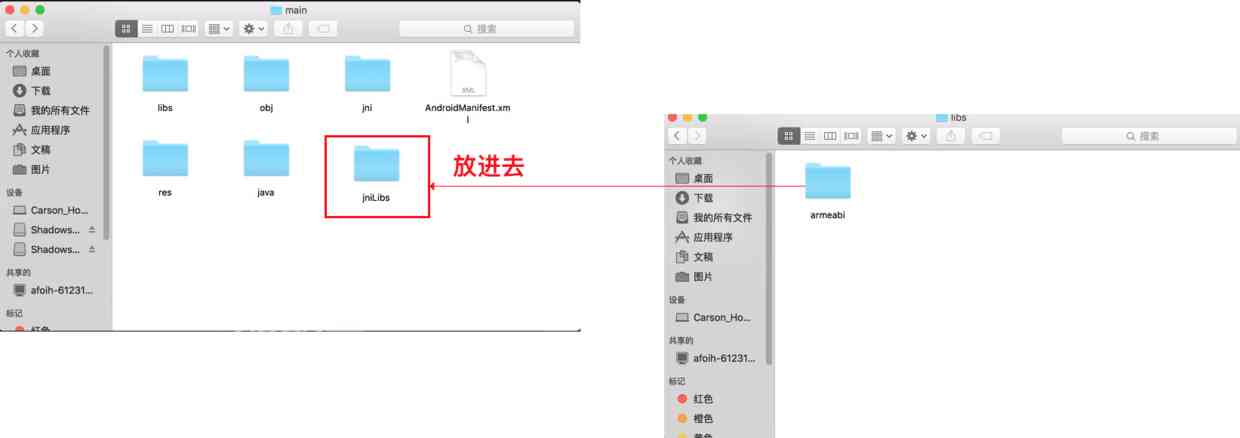 main
搜索
个人收藏
桌面
下载
我的所有文件
应用程序
文稿
图片
设备
Carson_Ho...
Shadows...
Shadows...
共享的
afoih-61231...
标记
红色
libs
obj
jni
XML
AndroidManifest.xm
l
res
java
jniLibs
放进去
libs
搜索
个人收藏
桌面
下载
我的所有文件
应用程序
文稿
图片
设备
Carson_Ho...
共享的
afoih-61231...
标记
红色
橙色
黄色
armeabi